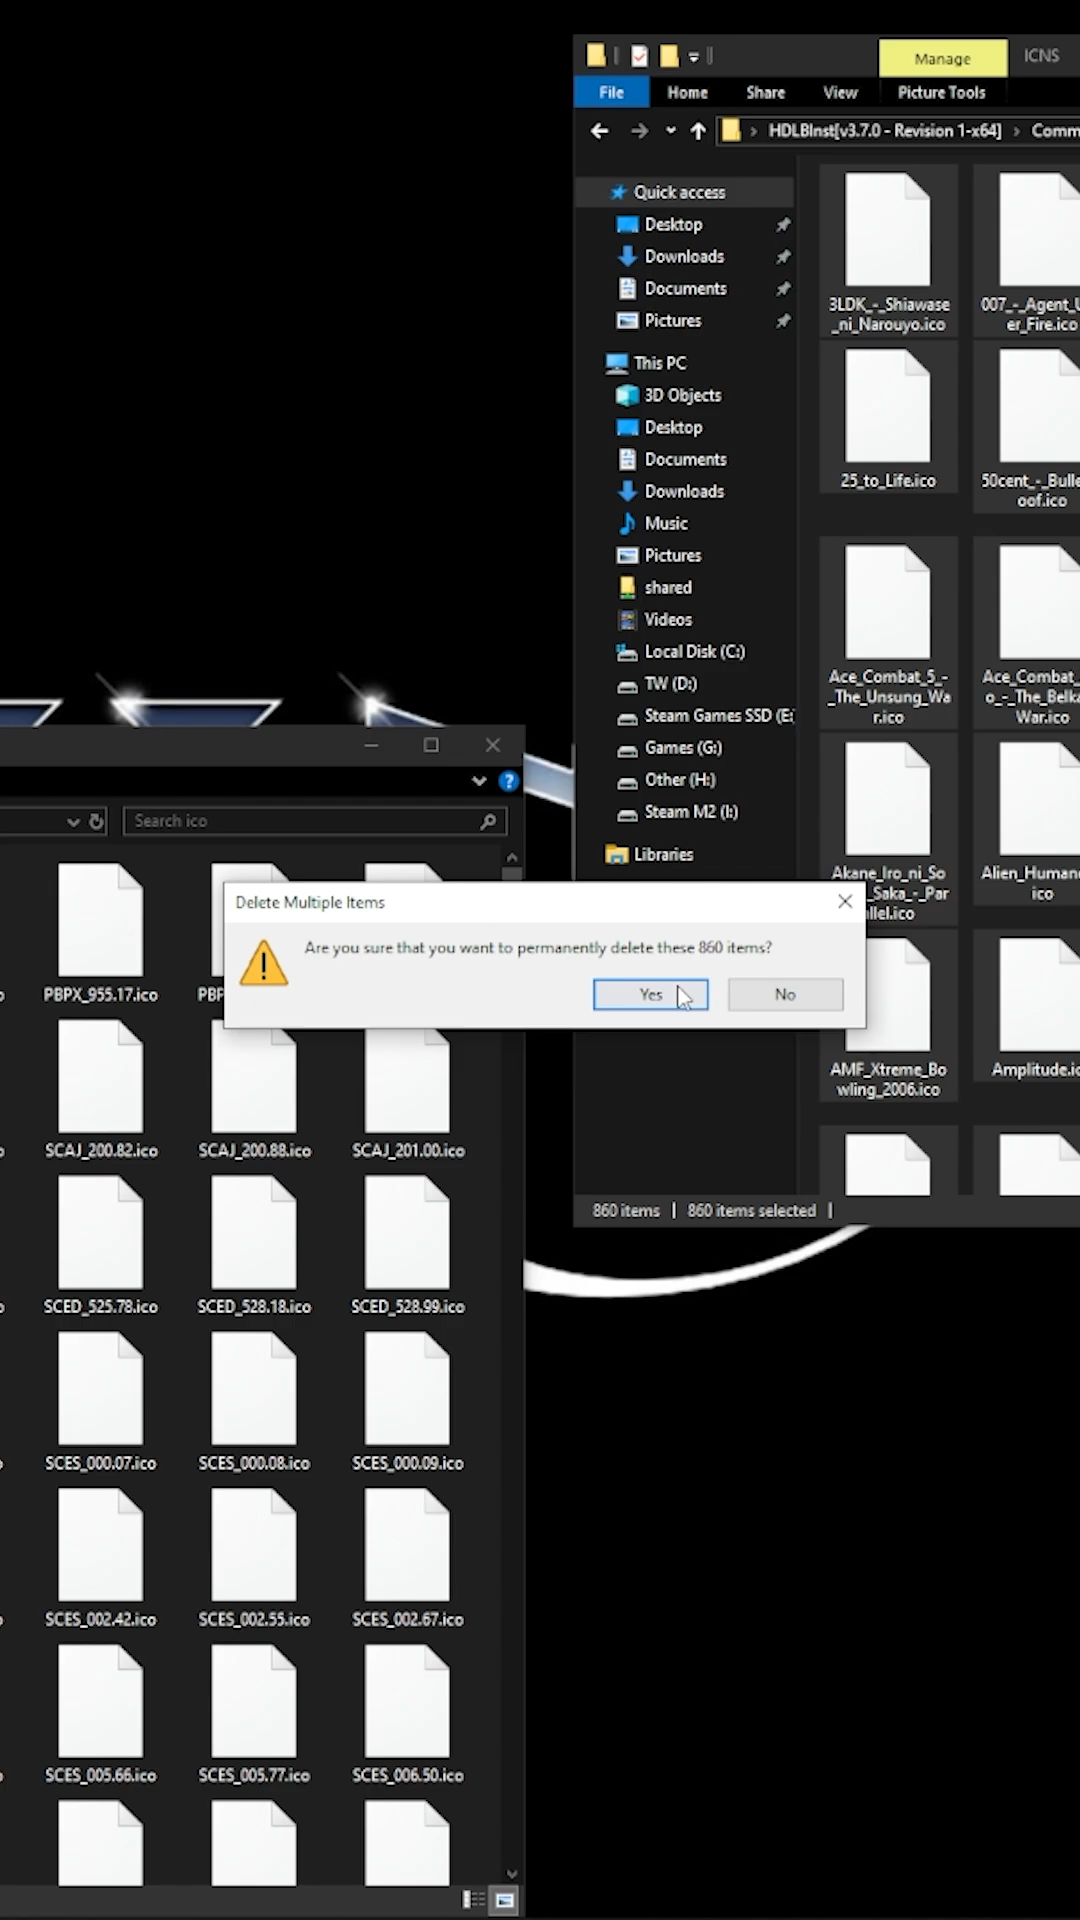 Manage
ICNS
File
Home
Share
View
Picture Tools
HDLBInst[v3.7.0 - Revision 1-x64]
Quick access
Desktop
Downloads
Documents
Pictures
This PC
3D Objects
Desktop
Documents
Downloads
Music
Pictures
shared
Videos
Local Disk (C:)
TW (D:)
Steam Games SSD (E:
Games (G:)
Other (H:)
Steam M2 (I:)
Libraries
3LDK_-_Shiawase
_ni_Narouyo.ico
007_-_Agent_U
er_Fire.ico
25_to_Life.ico
50cent_-_Bulle
oof.ico
Ace_Combat_5_-
_The_Unsung_Wa
r.ico
Ace_Combat_
o_-_The_Belka
War.ico
Akane_Iro_ni_So
_Saka_-_Par
llel.ico
Alien_Human
ico
AMF_Xtreme_Bo
wling_2006.ico
Amplitude.ic
860 items
860 items selected
Search ico
Delete Multiple Items
Are you sure that you want to permanently delete these 860 items?
Yes
No
PBPX_955.17.ico
PBP
SCAJ_200.82.ico
SCAJ_200.88.ico
SCAJ_201.00.ico
SCED_525.78.ico
SCED_528.18.ico
SCED_528.99.ico
SCES_000.07.ico
SCES_000.08.ico
SCES_000.09.ico
SCES_002.42.ico
SCES_002.55.ico
SCES_002.67.ico
SCES_005.66.ico
SCES_005.77.ico
SCES_006.50.ico